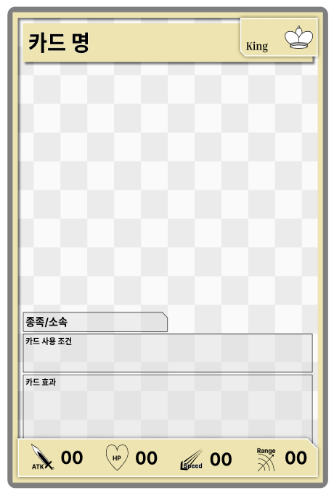 카드 명
King
종족/소속
카드 사용 조건
카드 효과
ATK 00 HP 00 Speed 00 Range 00